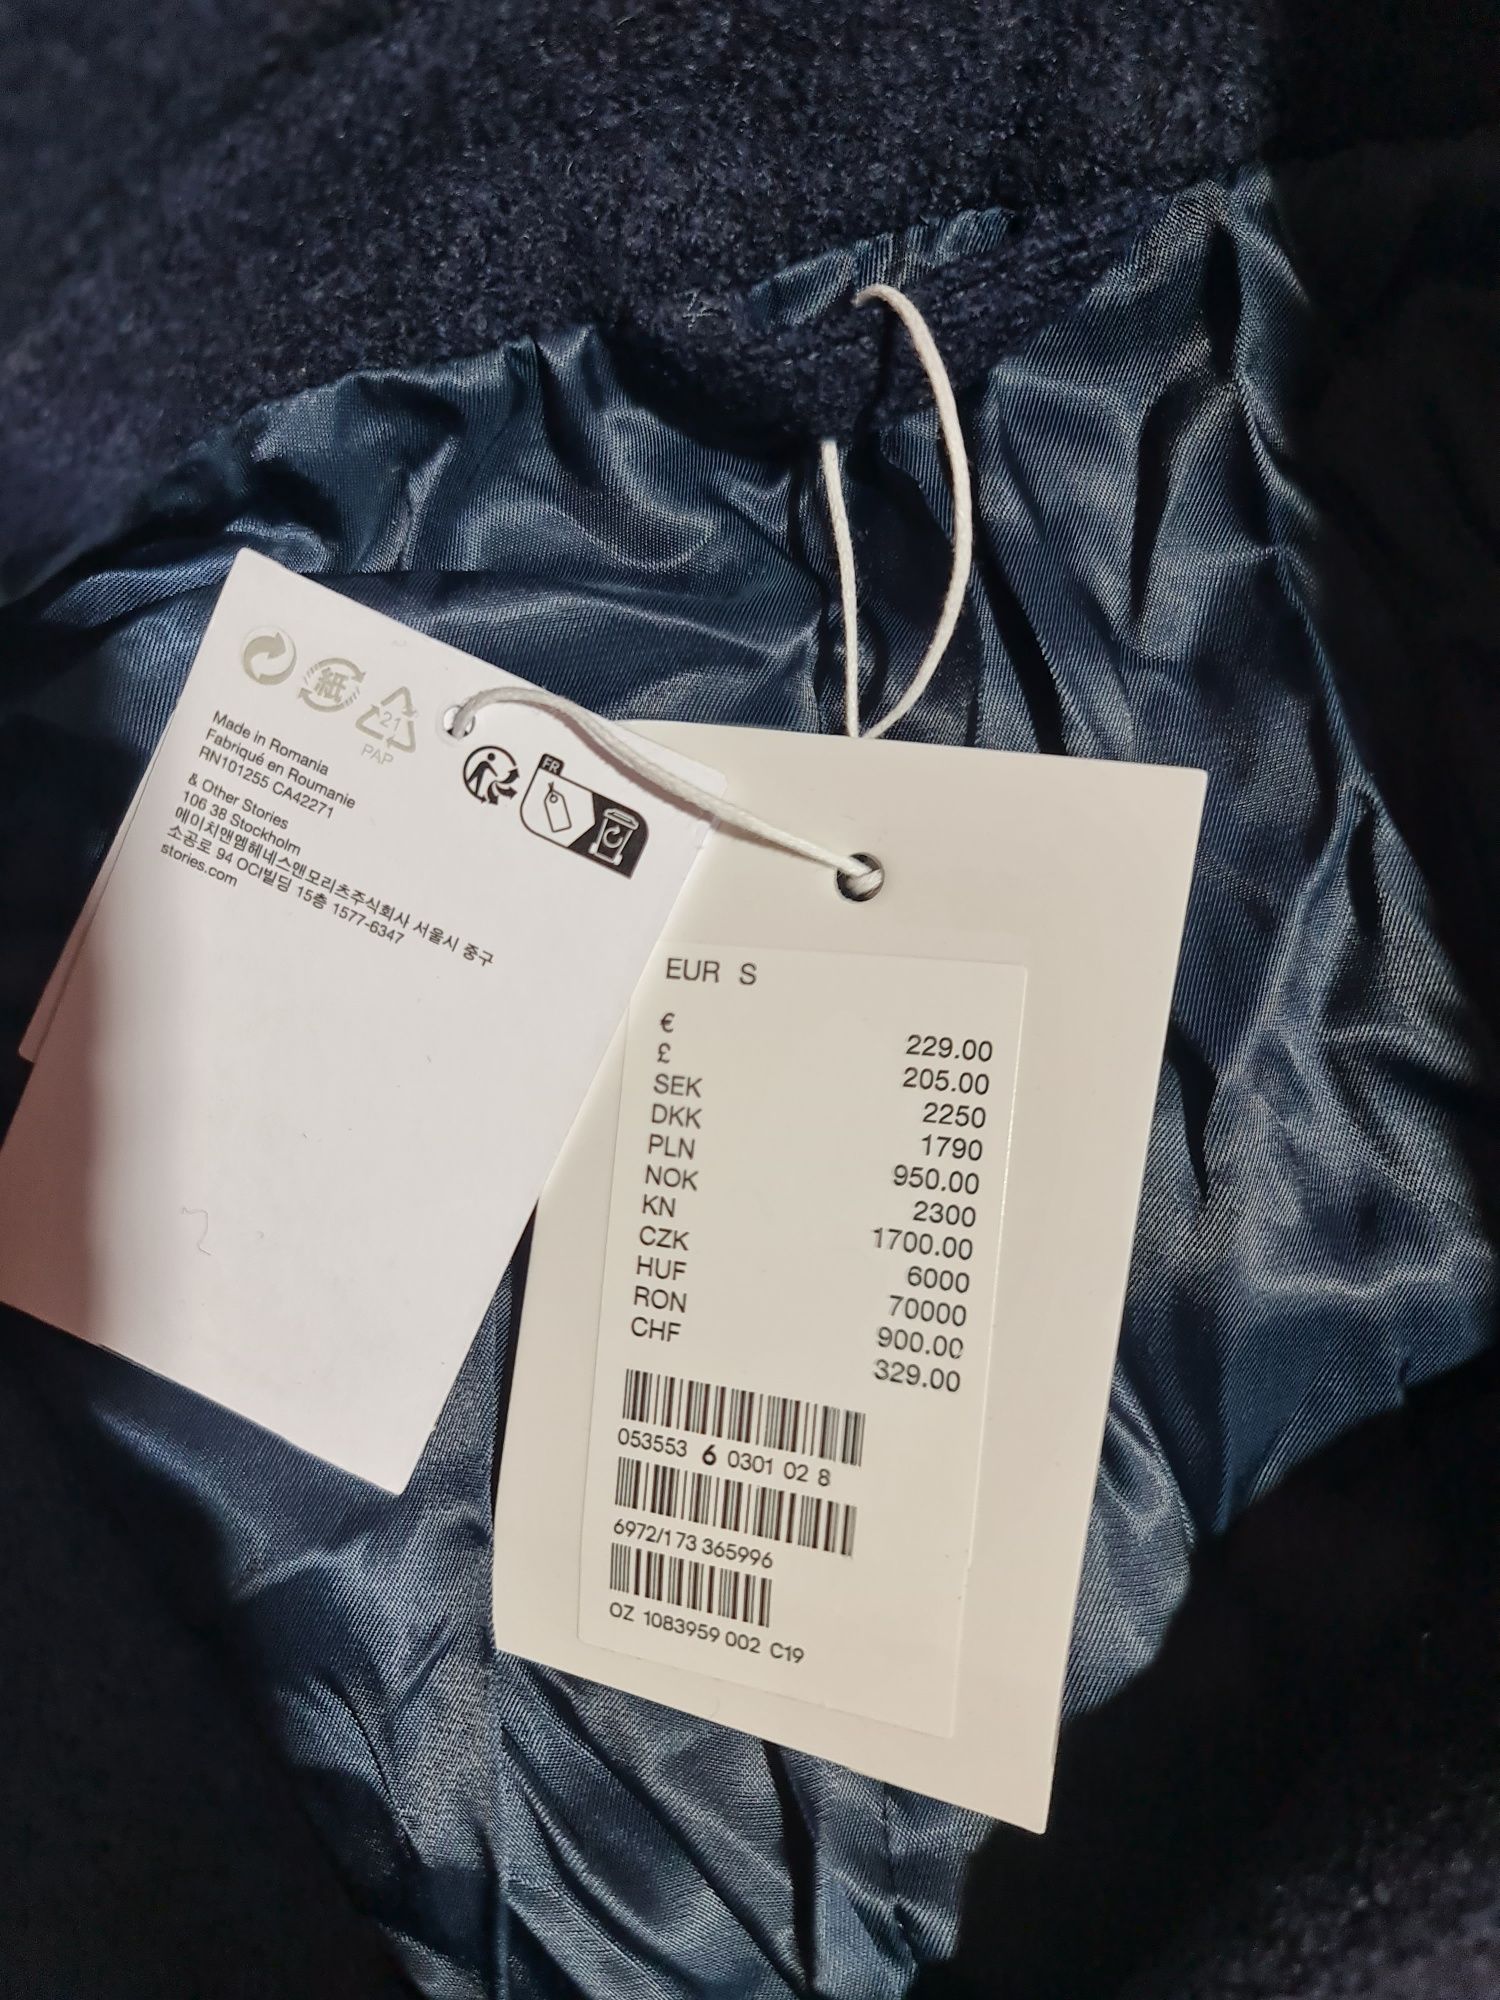 紙
21
PAP
FR
Made in Romania
Fabriqué en Roumanie
RN101255 CA42271
& Other Stories
106 38 Stockholm
에이치앤엠헤네스앤모리츠주식회사 서울시 중구
소공로 94 OCI빌딩 15층 1577-6347
stories.com
EUR S
€ 229.00
£ 205.00
SEK 2250
DKK 1790
PLN 950.00
NOK 2300
KN 1700.00
CZK 6000
HUF 70000
RON 900.00
CHF 329.00
053553 6 0301 02 8
6972/173 365996
OZ 1083959 002 C19